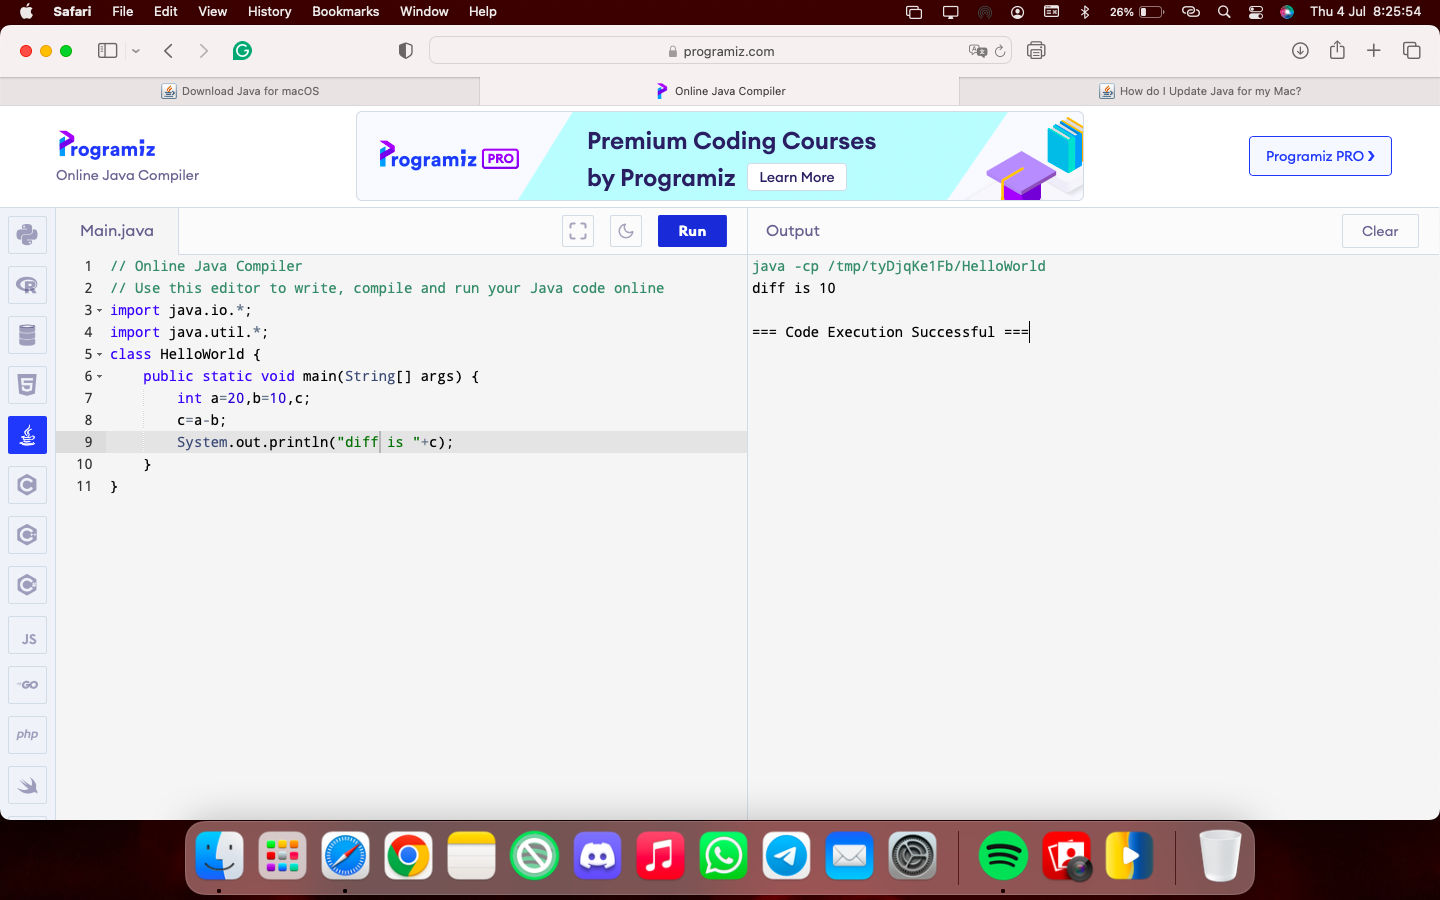 Safari File Edit View History Bookmarks Window Help 26% Thu 4 Jul 8:25:54
programiz.com
Download Java for macOS
Online Java Compiler
How do I Update Java for my Mac?
Programiz
Online Java Compiler
Programiz PRO
Premium Coding Courses
by Programiz Learn More
Programiz PRO ❯
Main.java
Run
Output
Clear
1 // Online Java Compiler
2 // Use this editor to write, compile and run your Java code online
3 import java.io.*;
4 import java.util.*;
5 class HelloWorld {
6 public static void main(String[] args) {
7 int a=20,b=10,c;
8 c=a-b;
9 System.out.println("diff is "+c);
10 }
11 }
java -cp /tmp/tyDjqKe1Fb/HelloWorld
diff is 10
=== Code Execution Successful ===
R
5
C
C
C
JS
GO
php